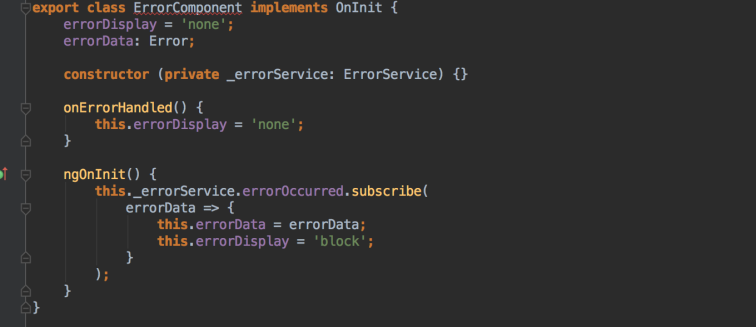 export class ErrorComponent implements OnInit {
    errorDisplay = 'none';
    errorData: Error;

    constructor (private _errorService: ErrorService) {}

    onErrorHandled() {
        this.errorDisplay = 'none';
    }

    ngOnInit() {
        this._errorService.errorOccurred.subscribe(
            errorData => {
                this.errorData = errorData;
                this.errorDisplay = 'block';
            }
        );
    }
}